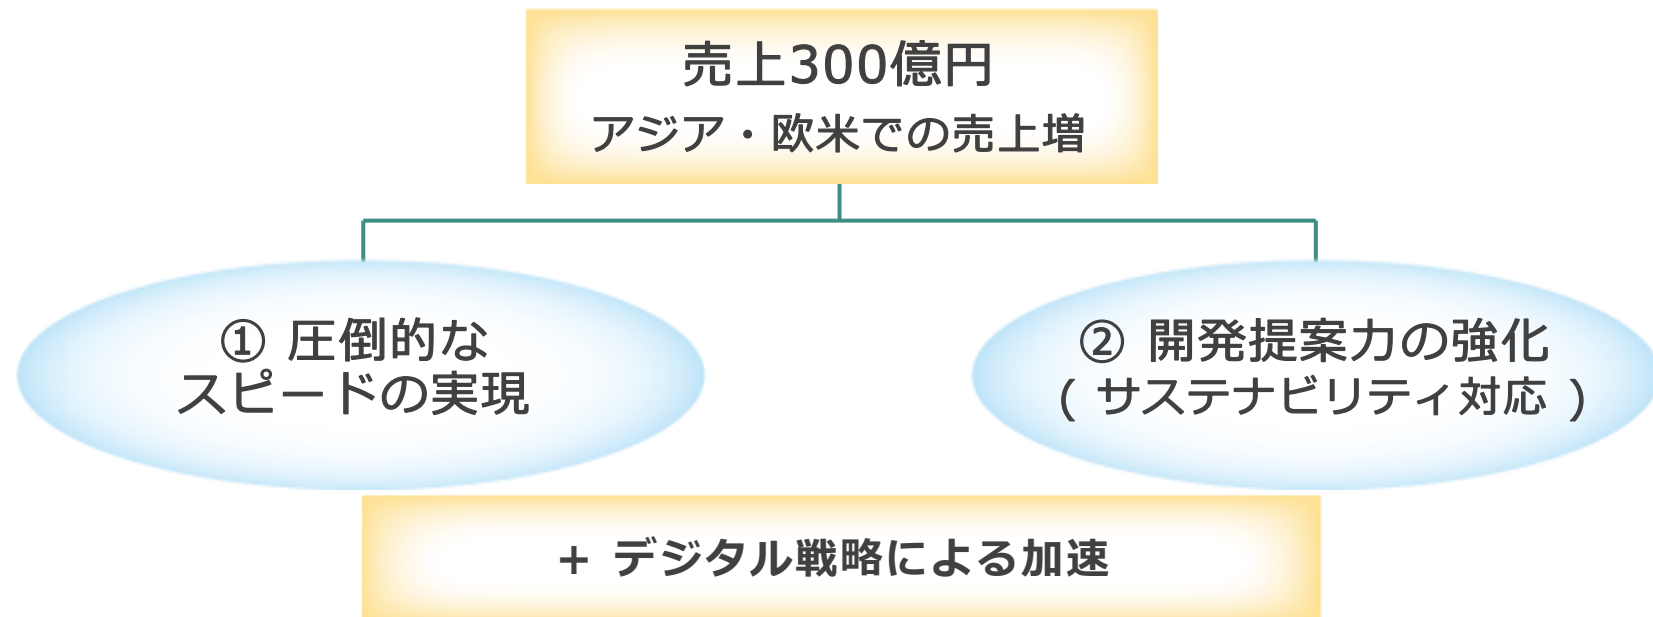 売上300億円
アジア・欧米での売上増
① 圧倒的な
スピードの実現
② 開発提案力の強化
( サステナビリティ対応 )
+ デジタル戦略による加速